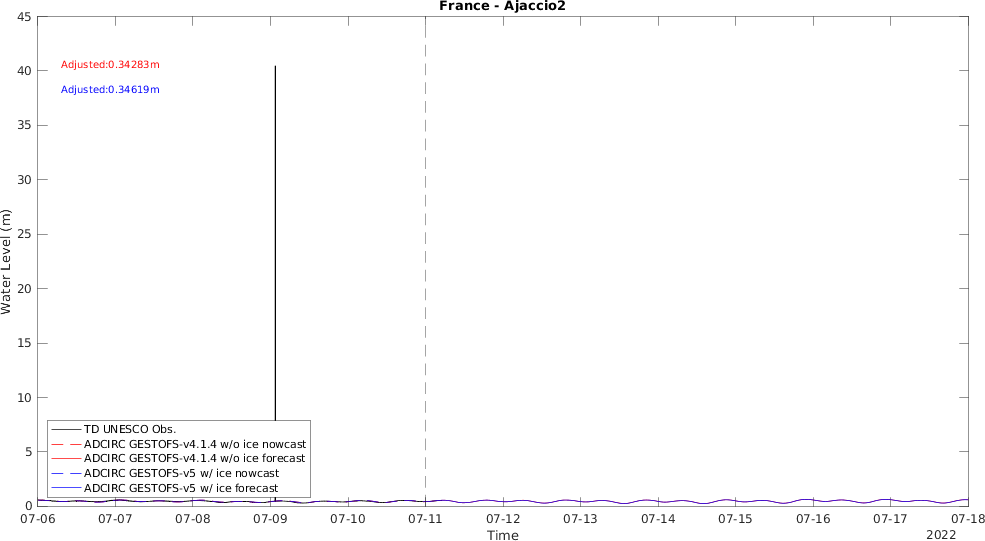 France - Ajaccio2
45
40
35
30
25
20
15
10
5
0
Water Level (m)
Adjusted:0.34283m
Adjusted:0.34619m
TD UNESCO Obs.
ADCIRC GESTOFS-v4.1.4 w/o ice nowcast
ADCIRC GESTOFS-v4.1.4 w/o ice forecast
ADCIRC GESTOFS-v5 w/ ice nowcast
ADCIRC GESTOFS-v5 w/ ice forecast
07-06 07-07 07-08 07-09 07-10 07-11 07-12 07-13 07-14 07-15 07-16 07-17 07-18
Time
2022